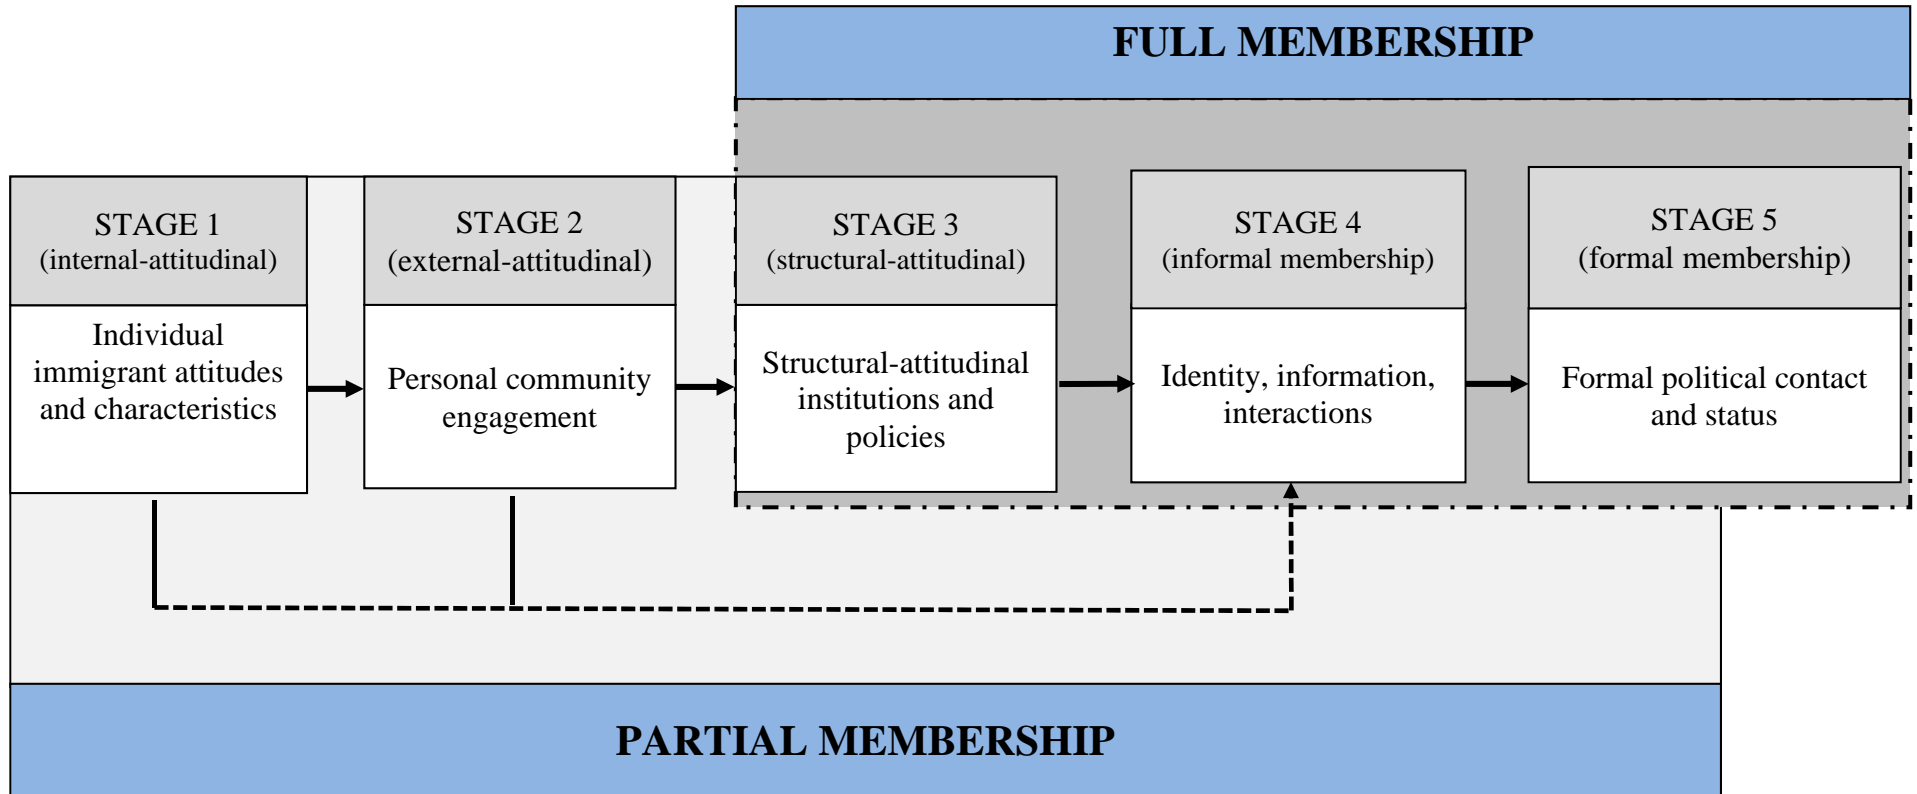 FULL MEMBERSHIP
STAGE 1
(internal-attitudinal)
Individual
immigrant attitudes
and characteristics
STAGE 2
(external-attitudinal)
Personal community
engagement
STAGE 3
(structural-attitudinal)
Structural-attitudinal
institutions and
policies
STAGE 4
(informal membership)
Identity, information,
interactions
STAGE 5
(formal membership)
Formal political contact
and status
PARTIAL MEMBERSHIP